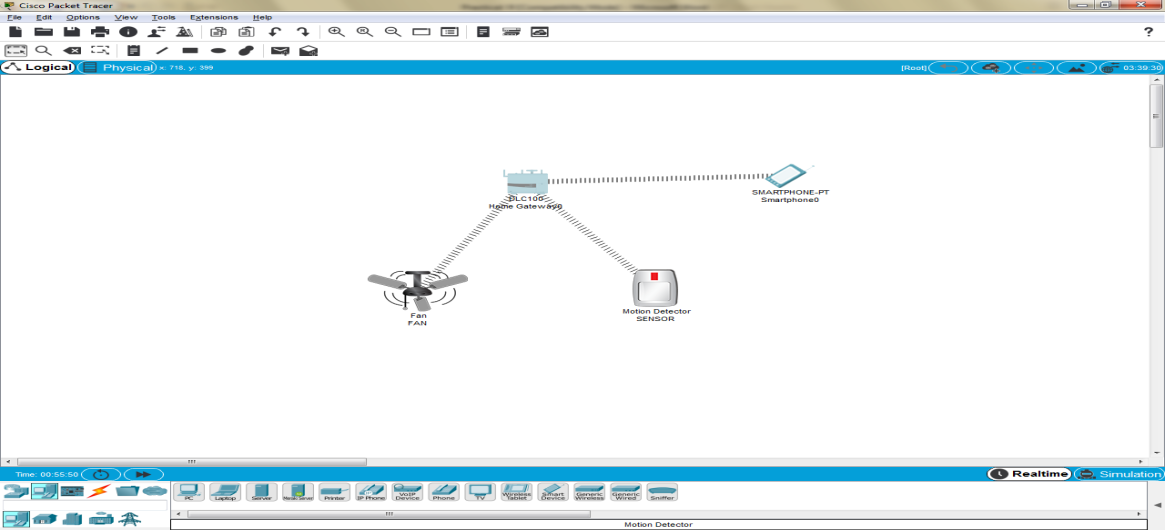 Cisco Packet Tracer
File Edit Options View Tools Extensions Help
?
Logical Physical x: 718, y: 399 [Root] 03:39:30
SMARTPHONE-PT
Smartphone0
DLC100
Home Gateway0
Motion Detector
SENSOR
Fan
FAN
Time: 00:55:50 Realtime Simulation
PC Laptop Server Printer IP Phone VoIP Device Phone TV Wireless Tablet Smart Device Generic Wireless Generic Wired Sniffer
Motion Detector